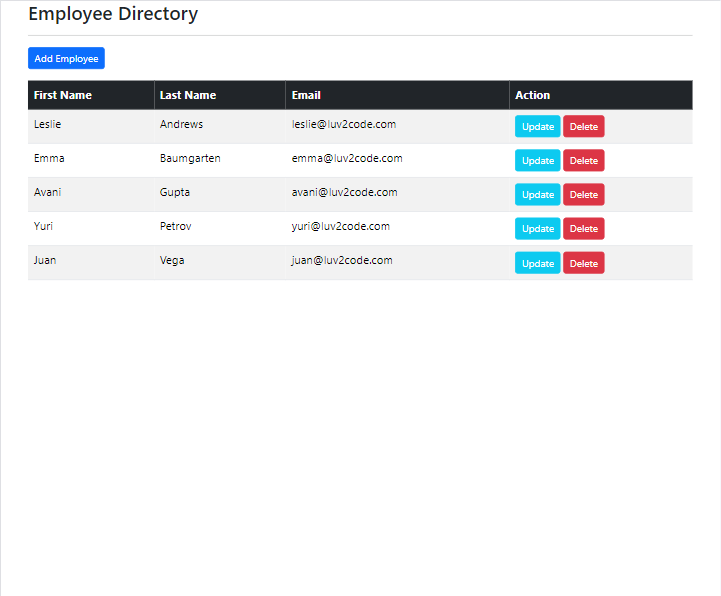 Employee Directory
Add Employee
First Name Last Name Email Action
Leslie Andrews leslie@luv2code.com Update Delete
Emma Baumgarten emma@luv2code.com Update Delete
Avani Gupta avani@luv2code.com Update Delete
Yuri Petrov yuri@luv2code.com Update Delete
Juan Vega juan@luv2code.com Update Delete